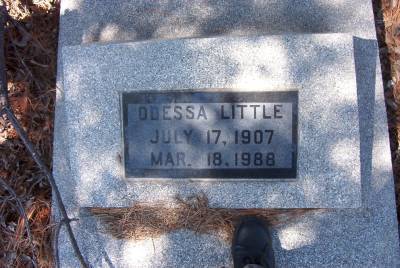 ODESSA LITTLE
JULY 17, 1907
MAR. 18, 1988